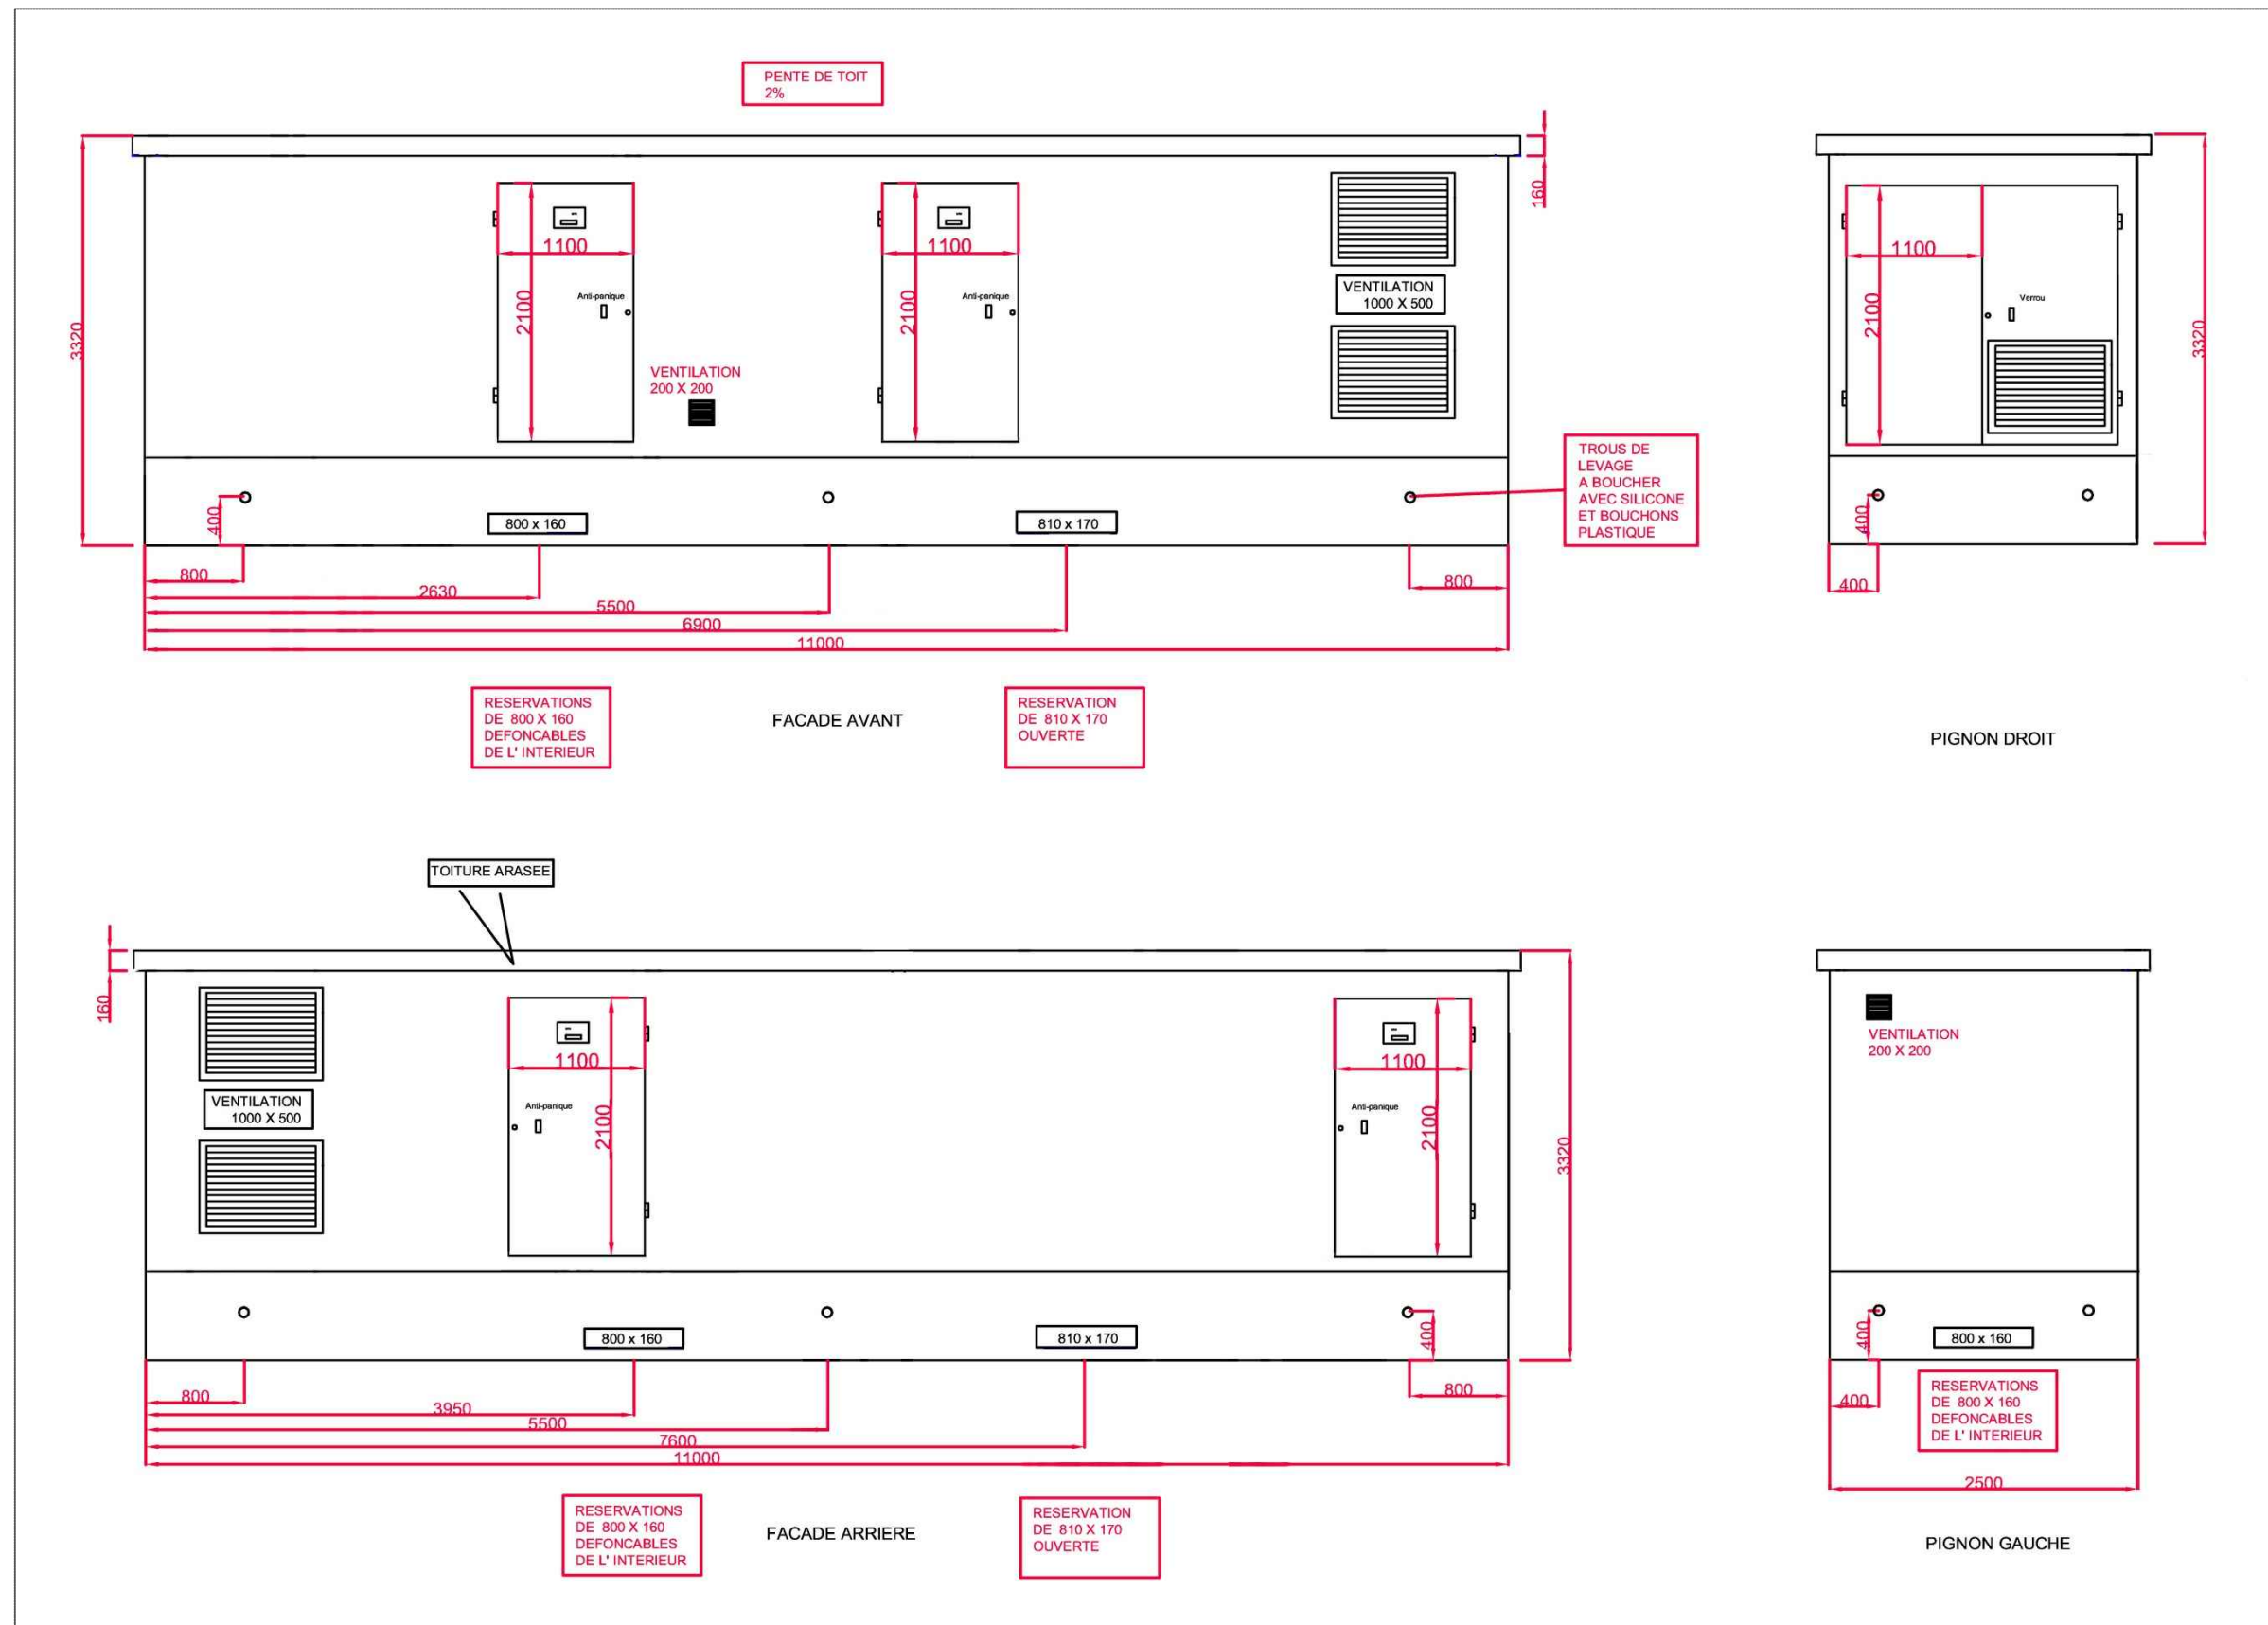 PENTE DE TOIT
2%
3320
160
1100
2100
Anti-panique
VENTILATION
200 X 200
1100
2100
Anti-panique
VENTILATION
1000 X 500
TROUS DE
LEVAGE
A BOUCHER
AVEC SILICONE
ET BOUCHONS
PLASTIQUE
400
800 x 160
810 x 170
800
2630
5500
6900
11000
800
RESERVATIONS
DE 800 X 160
DEFONCABLES
DE L' INTERIEUR
FACADE AVANT
RESERVATION
DE 810 X 170
OUVERTE
1100
2100
Verrou
3320
400
400
PIGNON DROIT
TOITURE ARASEE
160
VENTILATION
1000 X 500
1100
2100
Anti-panique
1100
2100
Anti-panique
3320
800 x 160
810 x 170
400
800
3950
5500
7600
11000
800
RESERVATIONS
DE 800 X 160
DEFONCABLES
DE L' INTERIEUR
FACADE ARRIERE
RESERVATION
DE 810 X 170
OUVERTE
VENTILATION
200 X 200
400
800 x 160
400
RESERVATIONS
DE 800 X 160
DEFONCABLES
DE L' INTERIEUR
2500
PIGNON GAUCHE